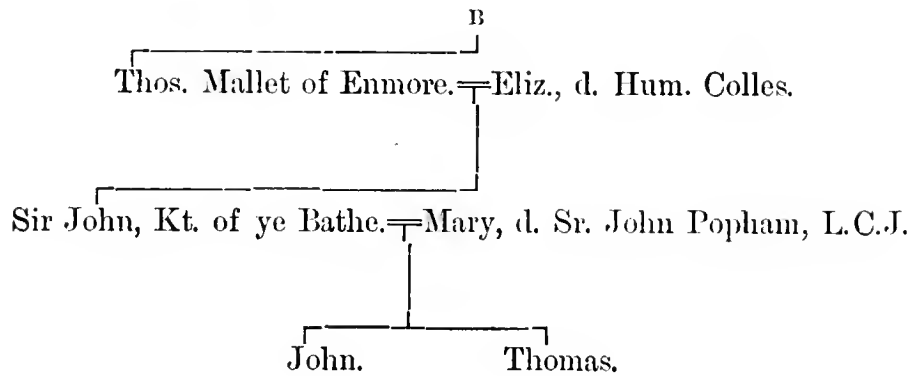 B
Thos. Mallet of Enmore.=Eliz., d. Hum. Colles.
Sir John, Kt. of ye Bathe.=Mary, d. Sr. John Popham, L.C.J.
John. Thomas.